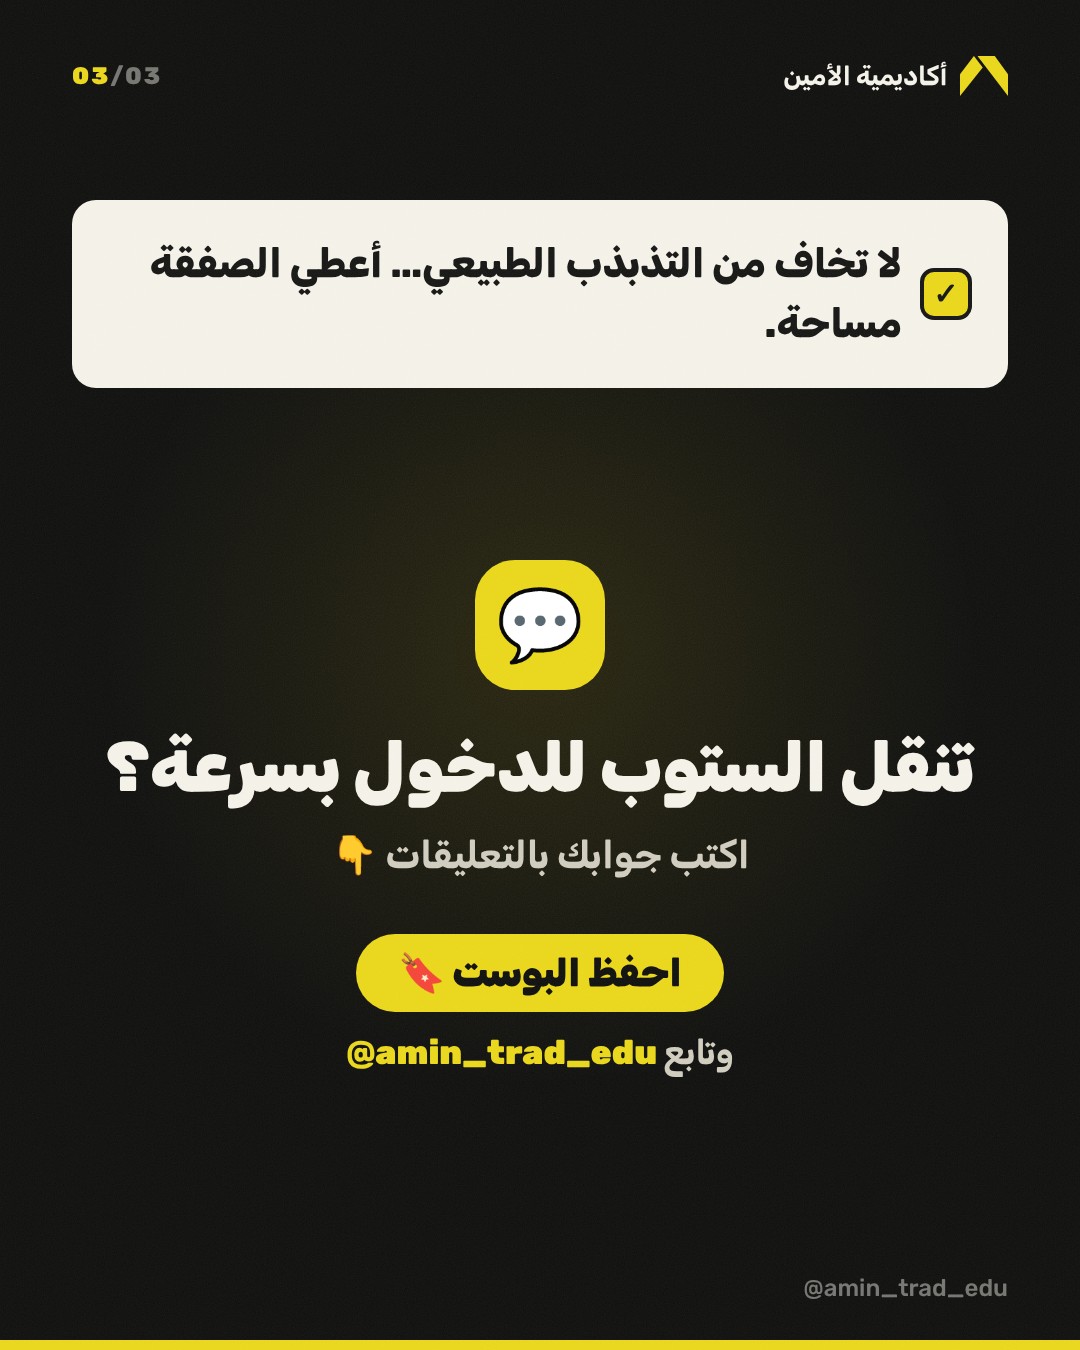 أكاديمية الأمين
03/03
لا تخاف من التذبذب الطبيعي... أعطي الصفقة
مساحة.
تنقل الستوب للدخول بسرعة؟
اكتب جوابك بالتعليقات 👇
احفظ البوست 🔖
وتابع @amin_trad_edu
@amin_trad_edu